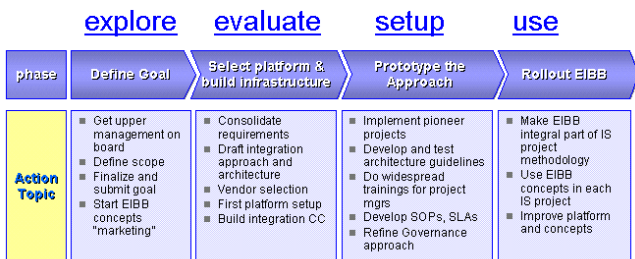 explore evaluate setup use
phase
Define Goal
Select platform &
build infrastructure
Prototype the
Approach
Rollout EIBB
Action
Topic
Get upper
management on
board
Define scope
Finalize and
submit goal
Start EIBB
concepts
"marketing"
Consolidate
requirements
Draft integration
approach and
architecture
Vendor selection
First platform setup
Build integration CC
Implement pioneer
projects
Develop and test
architecture guidelines
Do widespread
trainings for project
mgrs
Develop SOPs, SLAs
Refine Governance
approach
Make EIBB
integral part of IS
project
methodology
Use EIBB
concepts in each
IS project
Improve platform
and concepts